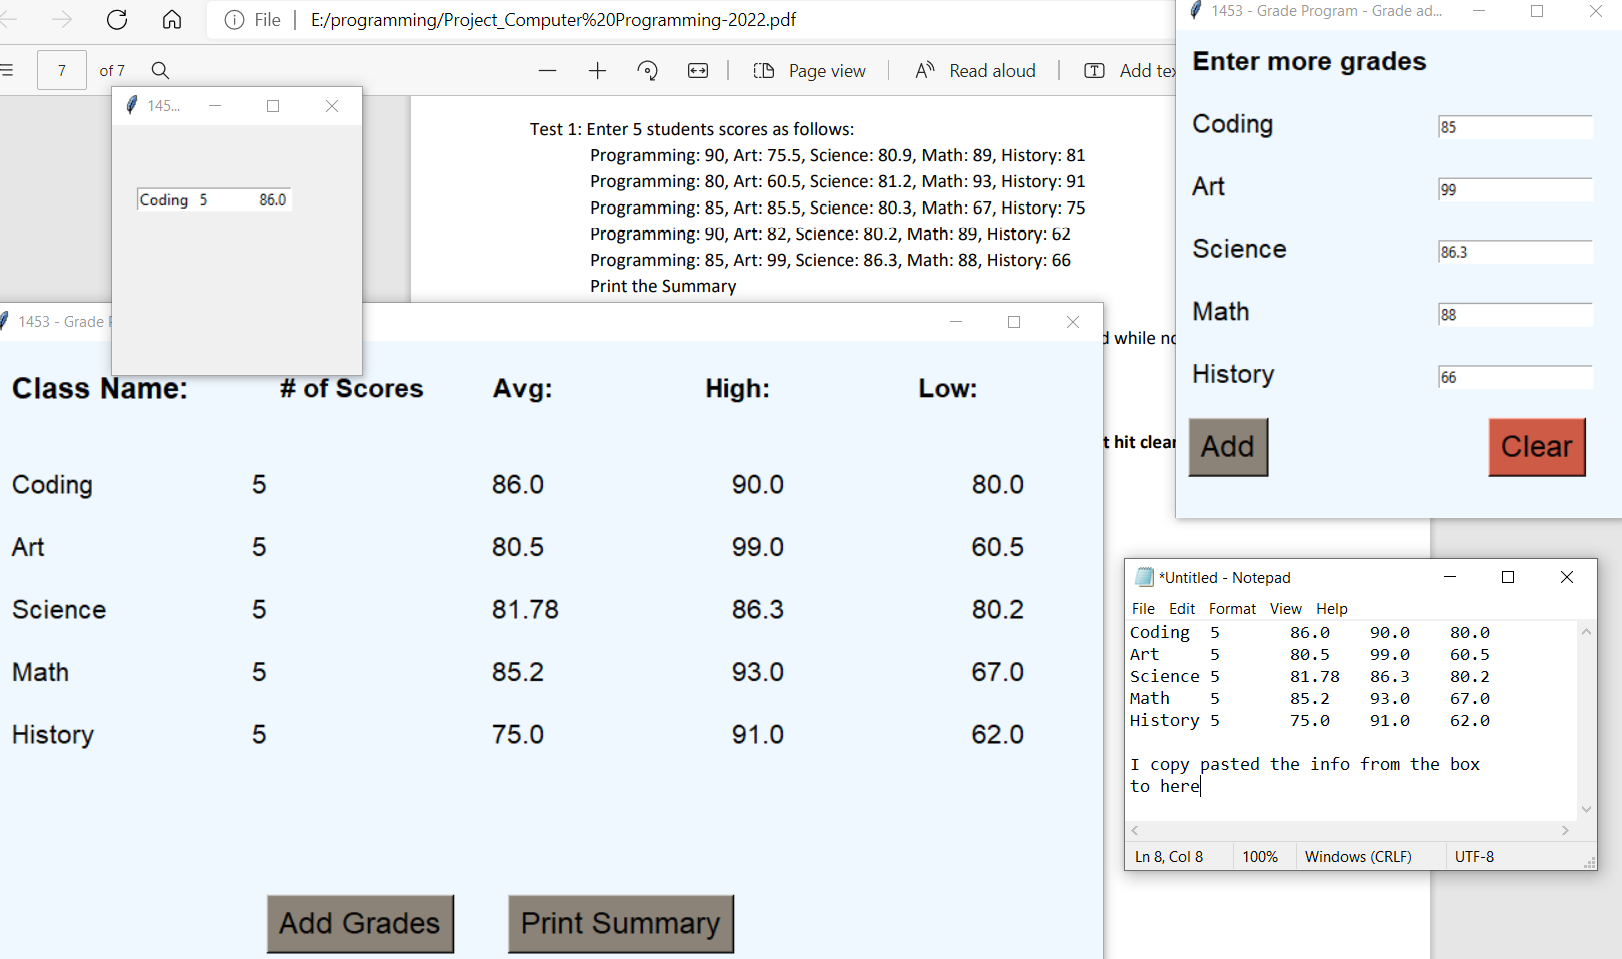 File | E:/programming/Project_Computer%20Programming-2022.pdf
7 of 7
Page view
Read aloud
Add
Test 1: Enter 5 students scores as follows:
Programming: 90, Art: 75.5, Science: 80.9, Math: 89, History: 81
Programming: 80, Art: 60.5, Science: 81.2, Math: 93, History: 91
Programming: 85, Art: 85.5, Science: 80.3, Math: 67, History: 75
Programming: 90, Art: 82, Science: 80.2, Math: 89, History: 62
Programming: 85, Art: 99, Science: 86.3, Math: 88, History: 66
Print the Summary
while
hit
145...
Coding 5 86.0
1453 - Grade
Class Name: # of Scores Avg: High: Low:
Coding 5 86.0 90.0 80.0
Art 5 80.5 99.0 60.5
Science 5 81.78 86.3 80.2
Math 5 85.2 93.0 67.0
History 5 75.0 91.0 62.0
Add Grades Print Summary
1453 - Grade Program - Grade ad...
Enter more grades
Coding 85
Art 99
Science 86.3
Math 88
History 66
Add Clear
*Untitled - Notepad
File Edit Format View Help
Coding 5 86.0 90.0 80.0
Art 5 80.5 99.0 60.5
Science 5 81.78 86.3 80.2
Math 5 85.2 93.0 67.0
History 5 75.0 91.0 62.0
I copy pasted the info from the box
to here
Ln 8, Col 8 100% Windows (CRLF) UTF-8